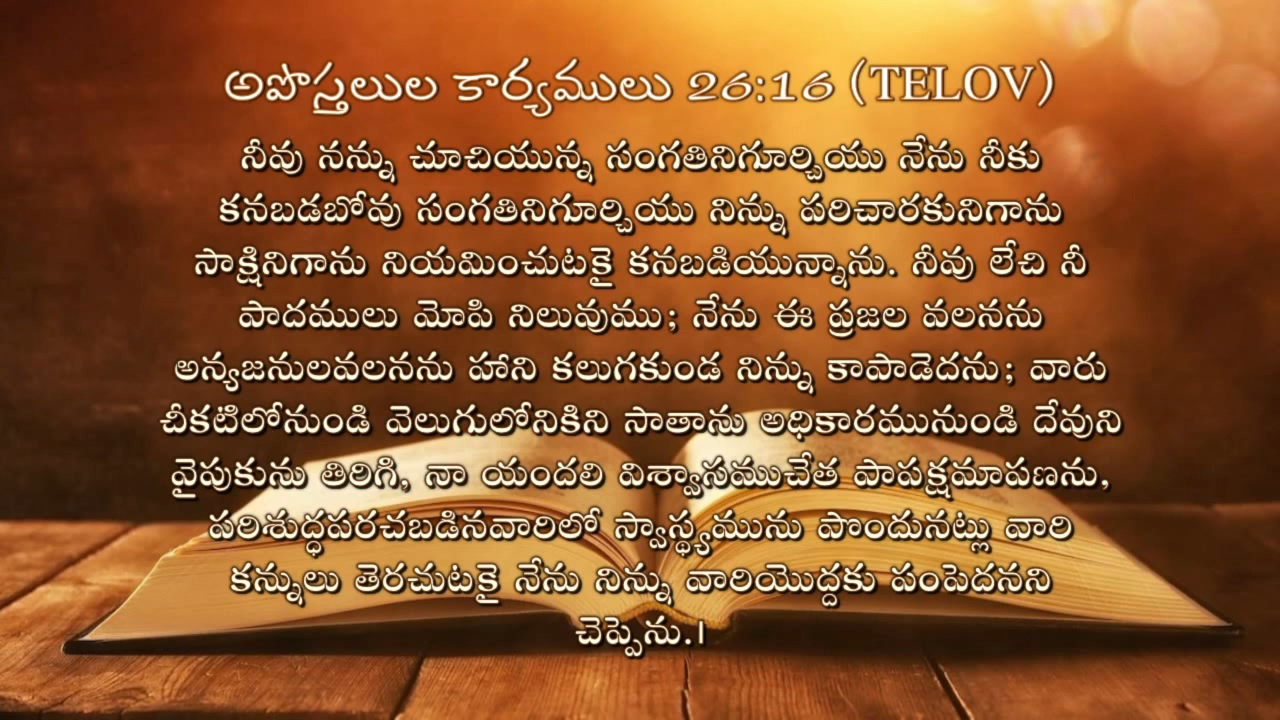 అపొస్తలుల కార్యములు 26:16 (TELOV)
నీవు నన్ను చూచియున్న సంగతినిగూర్చియు నేను నీకు
కనబడబోవు సంగతినిగూర్చియు నిన్ను పరిచారకునిగాను
సాక్షినిగాను నియమించుటకై కనబడియున్నాను. నీవు లేచి నీ
పాదములు మోపి నిలువుము; నేను ఈ ప్రజల వలనను
అన్యజనులవలనను హాని కలుగకుండ నిన్ను కాపాడెదను; వారు
చీకటిలోనుండి వెలుగులోనికిని సాతాను అధికారమునుండి దేవుని
వైపుకును తిరిగి, నా యందలి విశ్వాసముచేత పాపక్షమాపణను,
పరిశుద్ధపరచబడినవారిలో స్వాస్థ్యమును పొందునట్లు వారి
కన్నులు తెరచుటకై నేను నిన్ను వారియొద్దకు పంపెదనని
చెప్పెను.।